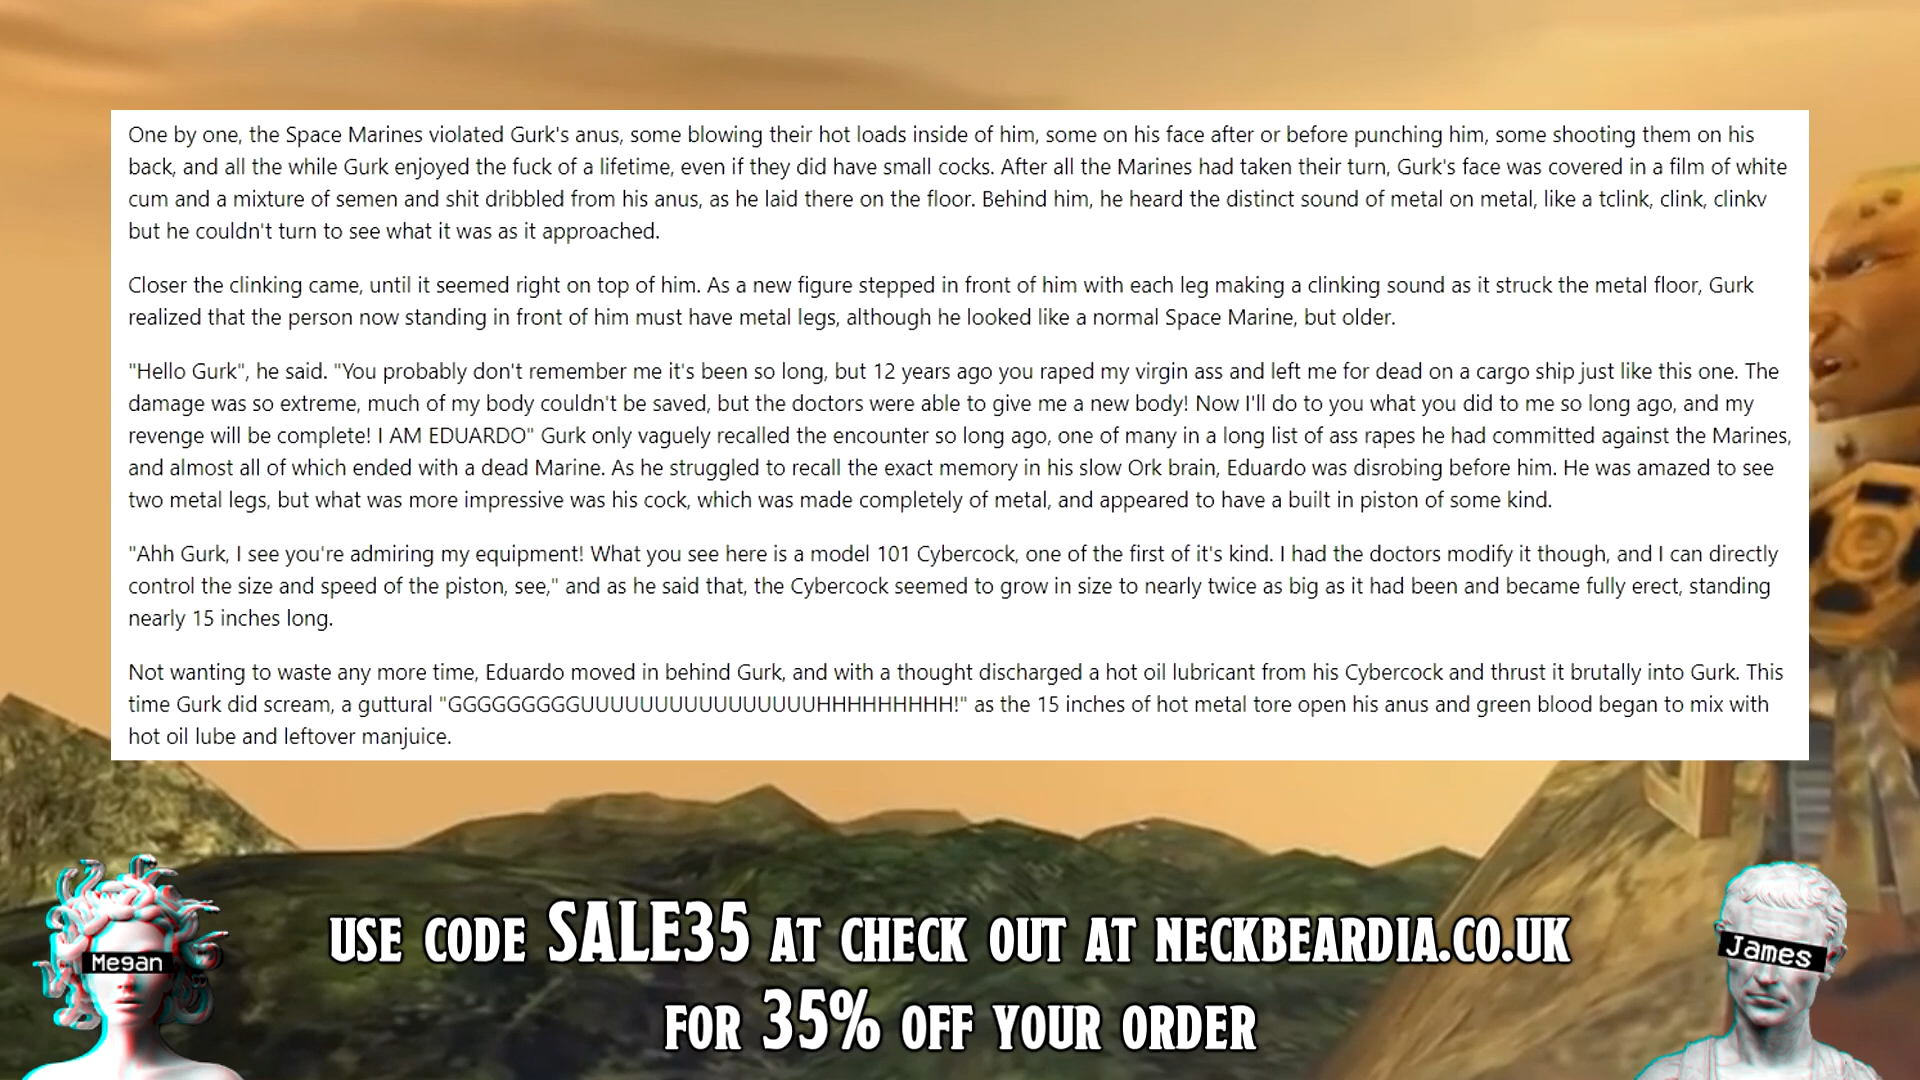 One by one, the Space Marines violated Gurk's anus, some blowing their hot loads inside of him, some on his face after or before punching him, some shooting them on his
back, and all the while Gurk enjoyed the fuck of a lifetime, even if they did have small cocks. After all the Marines had taken their turn, Gurk's face was covered in a film of white
cum and a mixture of semen and shit dribbled from his anus, as he laid there on the floor. Behind him, he heard the distinct sound of metal on metal, like a tclink, clink, clinkv
but he couldn't turn to see what it was as it approached.
Closer the clinking came, until it seemed right on top of him. As a new figure stepped in front of him with each leg making a clinking sound as it struck the metal floor, Gurk
realized that the person now standing in front of him must have metal legs, although he looked like a normal Space Marine, but older.
"Hello Gurk", he said. "You probably don't remember me it's been so long, but 12 years ago you raped my virgin ass and left me for dead on a cargo ship just like this one. The
damage was so extreme, much of my body couldn't be saved, but the doctors were able to give me a new body! Now I'll do to you what you did to me so long ago, and my
revenge will be complete! I AM EDUARDO" Gurk only vaguely recalled the encounter so long ago, one of many in a long list of ass rapes he had committed against the Marines,
and almost all of which ended with a dead Marine. As he struggled to recall the exact memory in his slow Ork brain, Eduardo was disrobing before him. He was amazed to see
two metal legs, but what was more impressive was his cock, which was made completely of metal, and appeared to have a built in piston of some kind.
"Ahh Gurk, I see you're admiring my equipment! What you see here is a model 101 Cybercock, one of the first of it's kind. I had the doctors modify it though, and I can directly
control the size and speed of the piston, see," and as he said that, the Cybercock seemed to grow in size to nearly twice as big as it had been and became fully erect, standing
nearly 15 inches long.
Not wanting to waste any more time, Eduardo moved in behind Gurk, and with a thought discharged a hot oil lubricant from his Cybercock and thrust it brutally into Gurk. This
time Gurk did scream, a guttural "GGGGGGGGGUUUUUUUUUUUUUUUUHHHHHHHHH!" as the 15 inches of hot metal tore open his anus and green blood began to mix with
hot oil lube and leftover manjuice.
Megan
USE CODE SALE35 AT CHECK OUT AT NECKBEARDIA.CO.UK
FOR 35% OFF YOUR ORDER
James